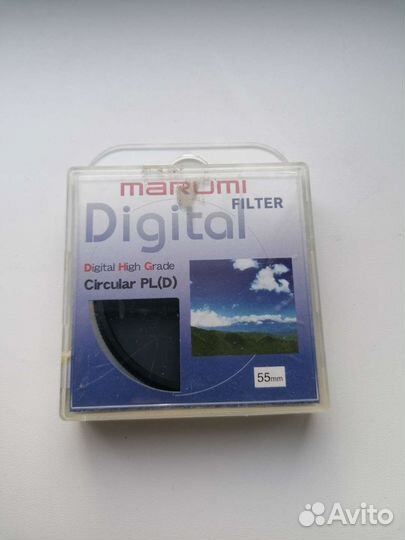 marumi
FILTER
Digital
Digital High Grade
Circular PL(D)
55mm
Avito